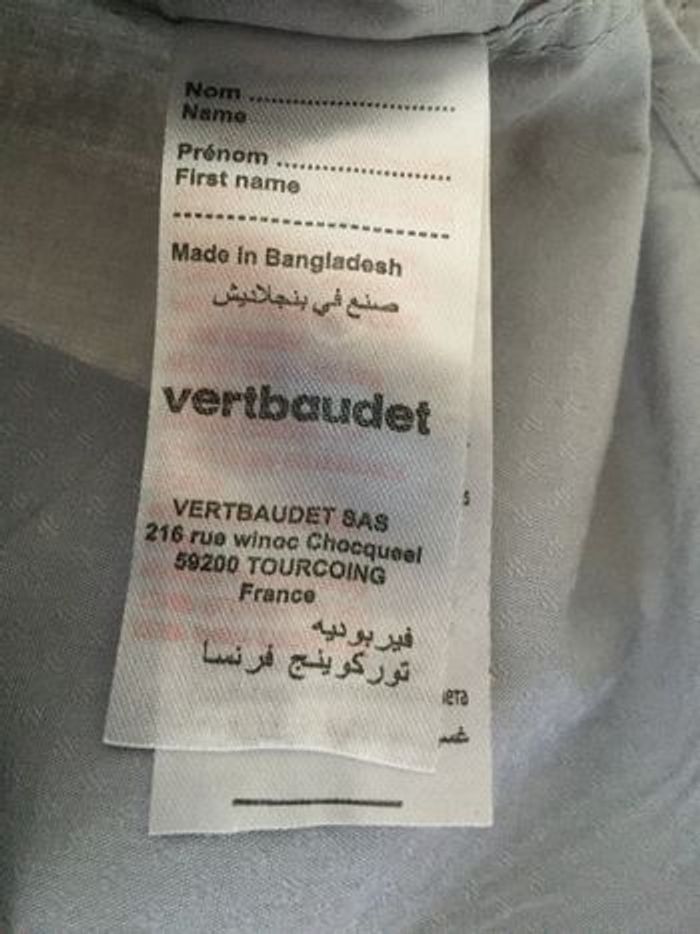 Nom ........................
Name
Prénom ....................
First name
--------------------------------
Made in Bangladesh
صنع في بنجلاديش
vertbaudet
VERTBAUDET SAS
216 rue winoc Chocqueel
59200 TOURCOING
France
فيربوديه
توركوينج فرنسا